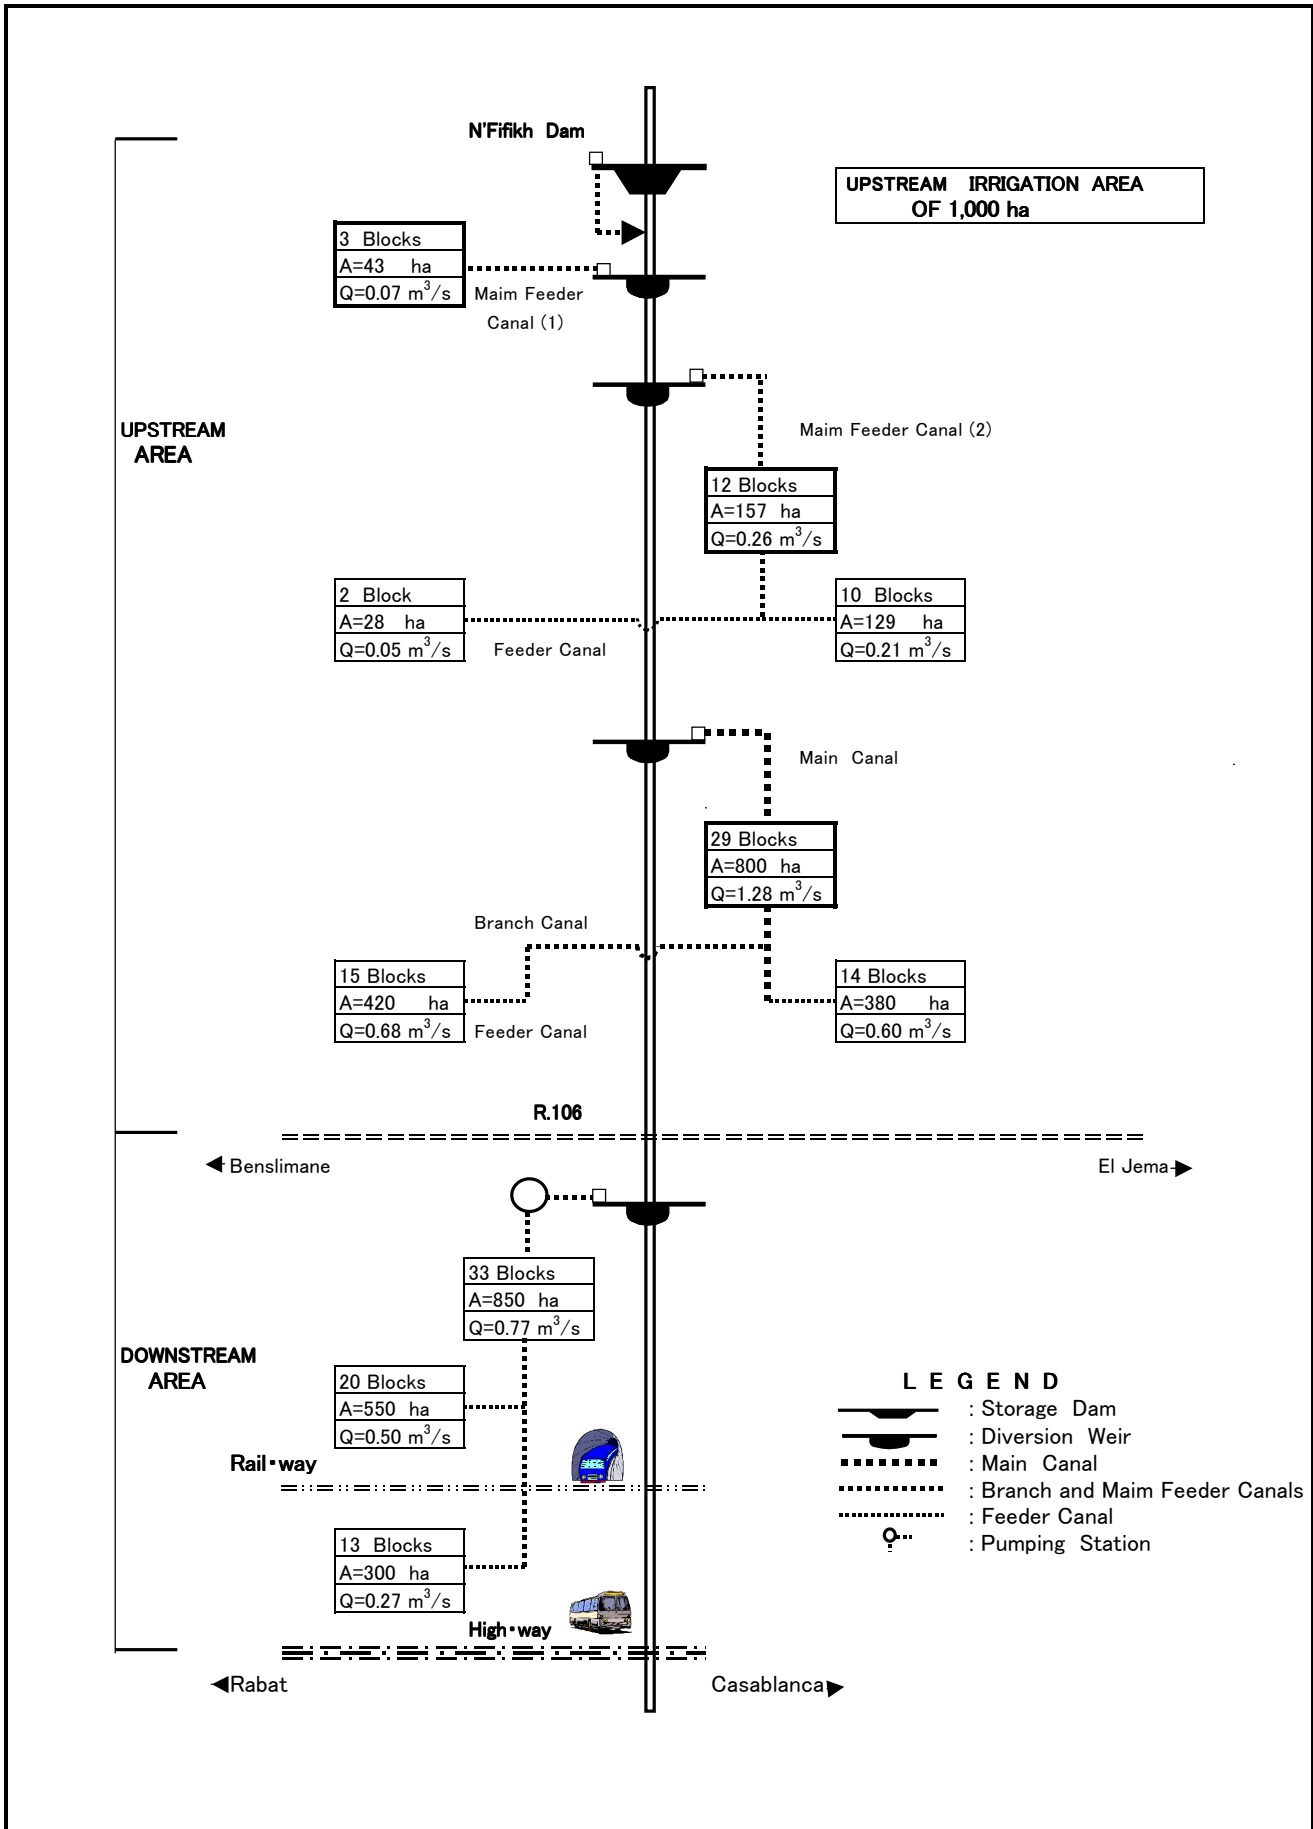 N'Fifikh Dam
UPSTREAM IRRIGATION AREA
OF 1,000 ha
3 Blocks
A=43 ha
Q=0.07 m³/s
Maim Feeder
Canal (1)
UPSTREAM
AREA
Maim Feeder Canal (2)
12 Blocks
A=157 ha
Q=0.26 m³/s
2 Block
A=28 ha
Q=0.05 m³/s
Feeder Canal
10 Blocks
A=129 ha
Q=0.21 m³/s
Main Canal
29 Blocks
A=800 ha
Q=1.28 m³/s
Branch Canal
15 Blocks
A=420 ha
Q=0.68 m³/s
Feeder Canal
14 Blocks
A=380 ha
Q=0.60 m³/s
R.106
Benslimane
El Jema
33 Blocks
A=850 ha
Q=0.77 m³/s
DOWNSTREAM
AREA
20 Blocks
A=550 ha
Q=0.50 m³/s
Rail・way
13 Blocks
A=300 ha
Q=0.27 m³/s
High・way
Rabat
Casablanca
L E G E N D
: Storage Dam
: Diversion Weir
: Main Canal
: Branch and Maim Feeder Canals
: Feeder Canal
: Pumping Station